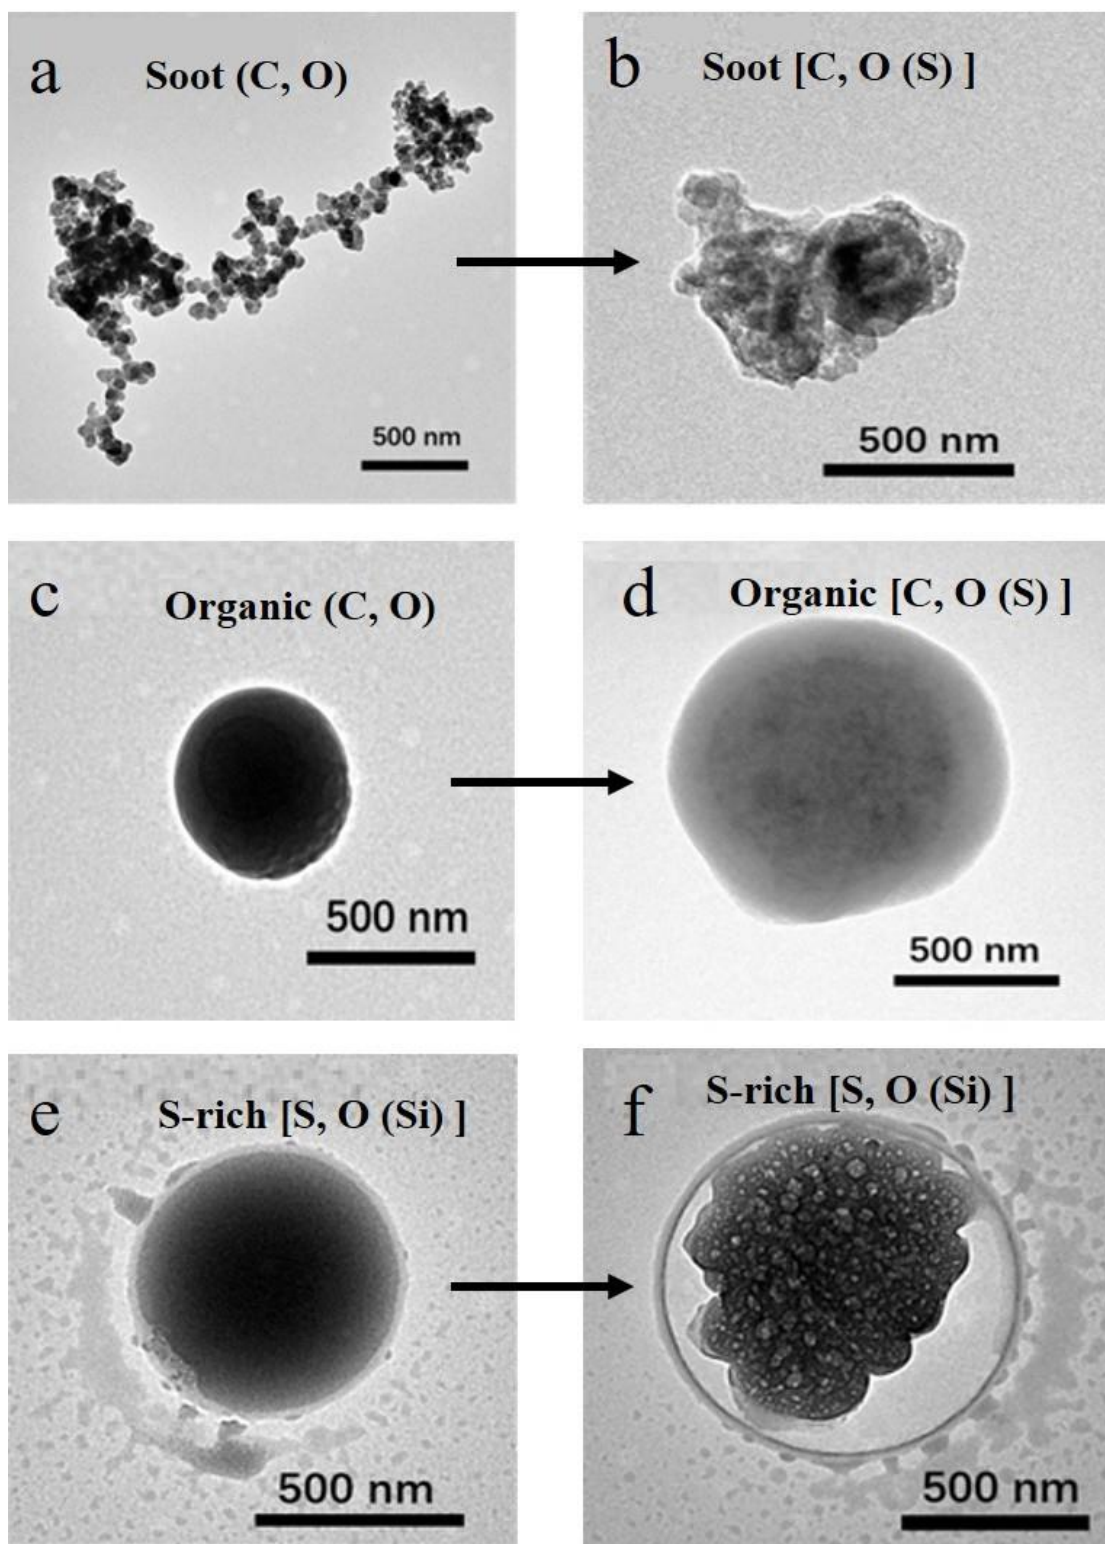 a
Soot (C, O)
500 nm
b
Soot [C, O (S) ]
500 nm
c
Organic (C, O)
500 nm
d
Organic [C, O (S) ]
500 nm
e
S-rich [S, O (Si) ]
500 nm
f
S-rich [S, O (Si) ]
500 nm